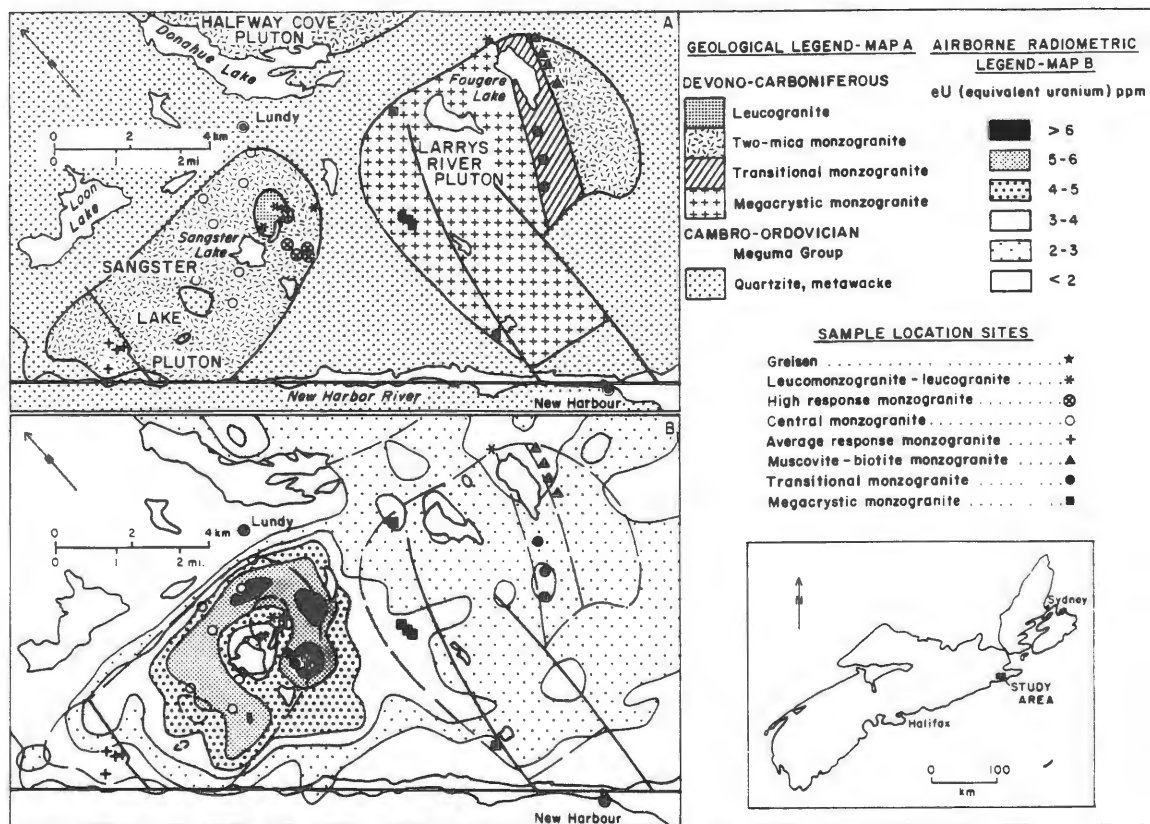 HALFWAY COVE
PLUTON
Donahue Lake
A
Fougere
Lake
Lundy
0 2 4 km
0 1 2 mi.
LARRYS
RIVER
PLUTON
Loon
Lake
Sangster
Lake
SANGSTER
LAKE
PLUTON
New Harbor River
New Harbour
B
Lundy
0 2 4 km
0 1 2 mi.
New Harbour
GEOLOGICAL LEGEND-MAP A
DEVONO-CARBONIFEROUS
Leucogranite
Two-mica monzogranite
Transitional monzogranite
Megacrystic monzogranite
CAMBRO-ORDOVICIAN
Meguma Group
Quartzite, metawacke
AIRBORNE RADIOMETRIC
LEGEND-MAP B
eU (equivalent uranium) ppm
> 6
5-6
4-5
3-4
2-3
< 2
SAMPLE LOCATION SITES
Greisen
Leucomonzogranite-leucogranite
High response monzogranite
Central monzogranite
Average response monzogranite
Muscovite-biotite monzogranite
Transitional monzogranite
Megacrystic monzogranite
N
Sydney
STUDY
AREA
Halifax
0 100
km